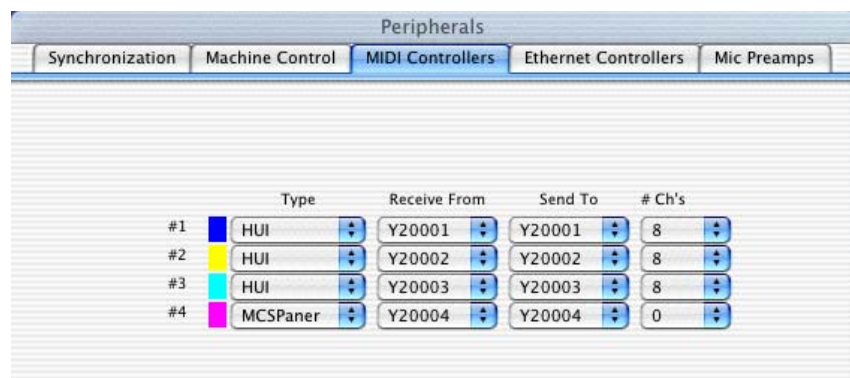 Peripherals
Synchronization Machine Control MIDI Controllers Ethernet Controllers Mic Preamps
Type Receive From Send To # Ch's
#1 HUI Y20001 Y20001 8
#2 HUI Y20002 Y20002 8
#3 HUI Y20003 Y20003 8
#4 MCSPaner Y20004 Y20004 0